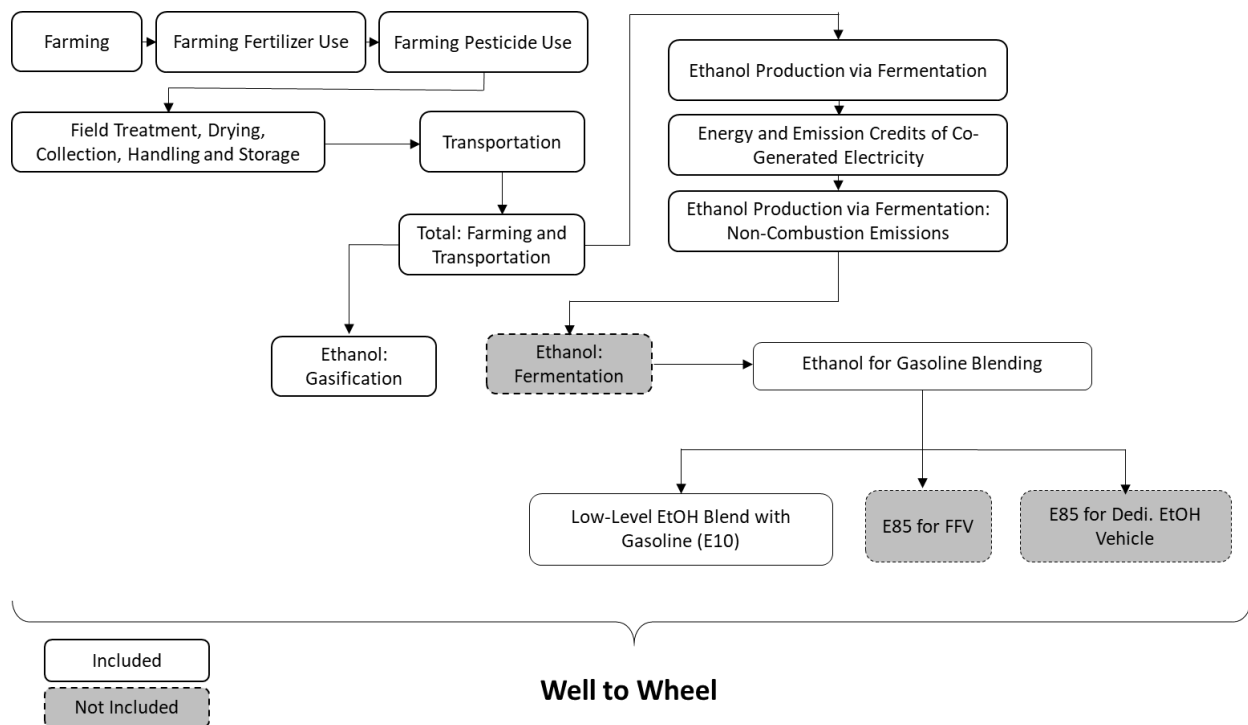 Farming
Farming Fertilizer Use
Farming Pesticide Use
Ethanol Production via Fermentation
Field Treatment, Drying,
Collection, Handling and Storage
Transportation
Energy and Emission Credits of Co-
Generated Electricity
Total: Farming and
Transportation
Ethanol Production via Fermentation:
Non-Combustion Emissions
Ethanol:
Gasification
Ethanol:
Fermentation
Ethanol for Gasoline Blending
Low-Level EtOH Blend with
Gasoline (E10)
E85 for FFV
E85 for Dedi. EtOH
Vehicle
Included
Not Included
Well to Wheel